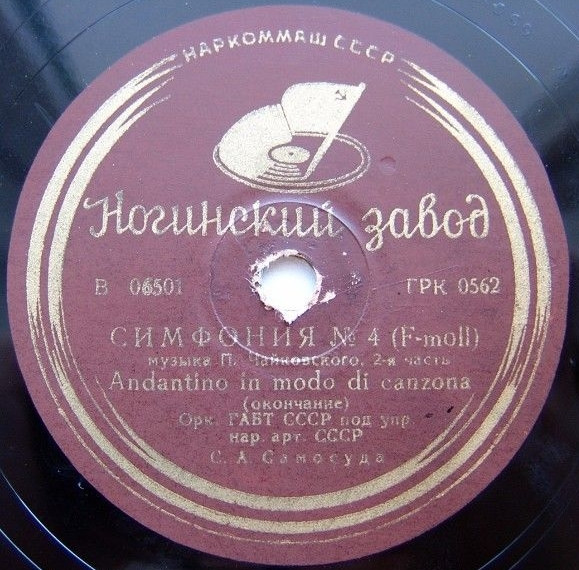 НАРКОММАШ СССР
Ногинский завод
В 06501 ГРК 0562
СИМФОНИЯ № 4 (F-moll)
музыка П. Чайковского, 2-я часть
Andantino in modo di canzona
(окончание)
Орк. ГАБТ СССР под упр.
нар. арт. СССР
С. А. Самосуда